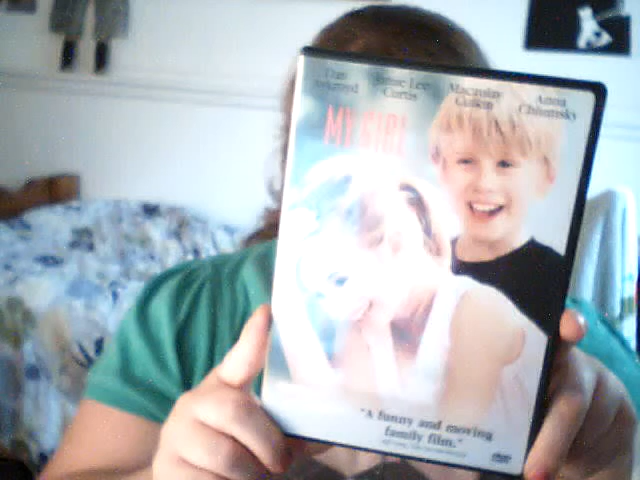 Dan Jamie Lee Macaulay Anna
Aykroyd Curtis Culkin Chlumsky
MY GIRL
"A funny and moving
family film."